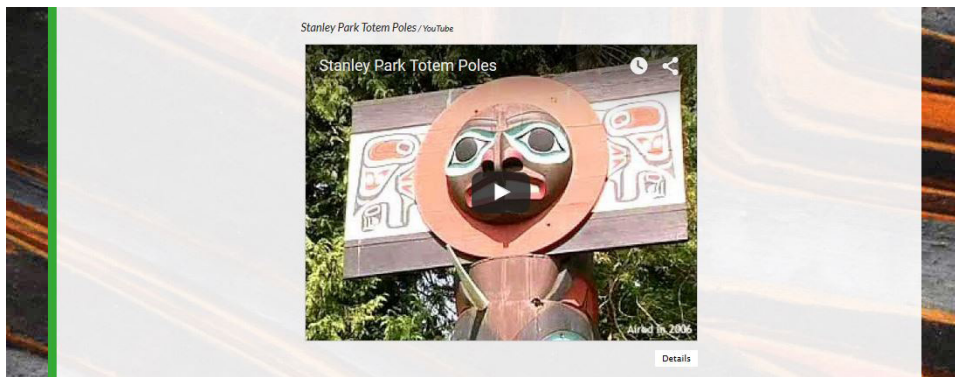 Stanley Park Totem Poles / YouTube
Stanley Park Totem Poles
Aired in 2006
Details